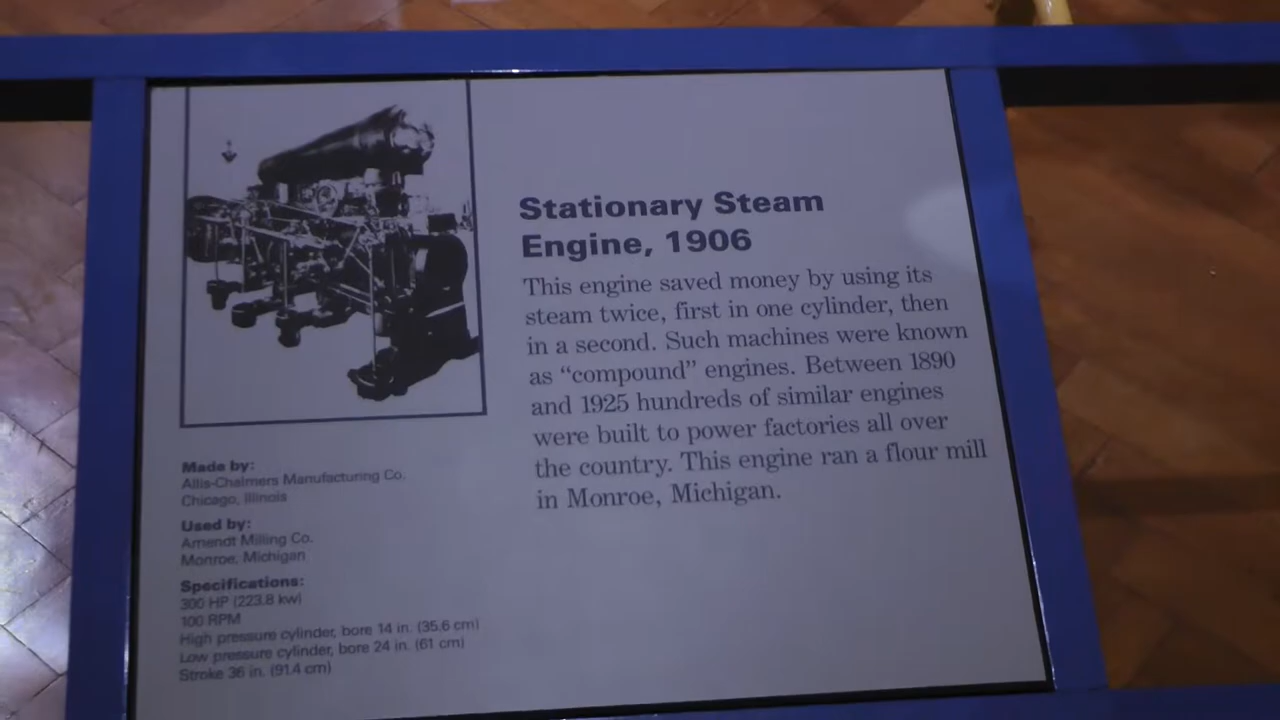 Stationary Steam
Engine, 1906
This engine saved money by using its
steam twice, first in one cylinder, then
in a second. Such machines were known
as “compound” engines. Between 1890
and 1925 hundreds of similar engines
were built to power factories all over
the country. This engine ran a flour mill
in Monroe, Michigan.
Made by:
Allis-Chalmers Manufacturing Co.
Chicago, Illinois
Used by:
Amendt Milling Co.
Monroe, Michigan
Specifications:
300 HP (223.8 kw)
100 RPM
High pressure cylinder, bore 14 in. (35.6 cm)
Low pressure cylinder, bore 24 in. (61 cm)
Stroke 36 in. (91.4 cm)